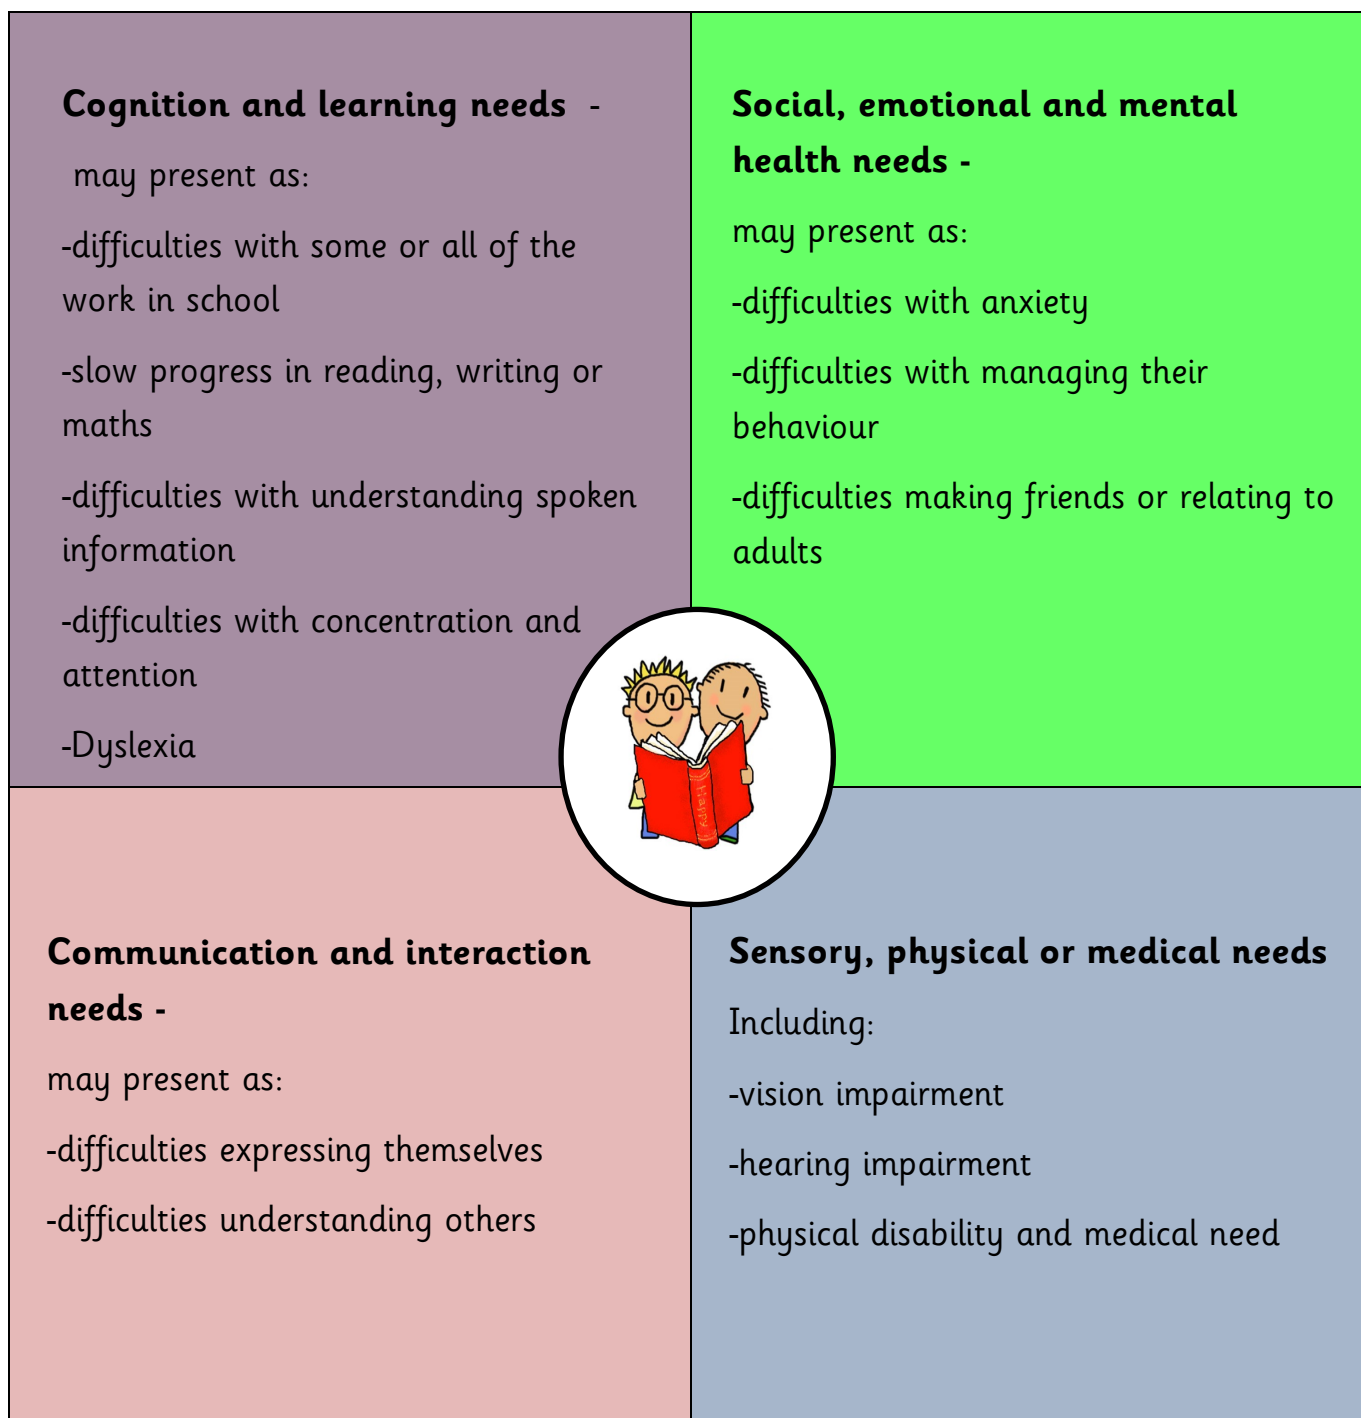 Cognition and learning needs -
may present as:
-difficulties with some or all of the
work in school
-slow progress in reading, writing or
maths
-difficulties with understanding spoken
information
-difficulties with concentration and
attention
-Dyslexia
Social, emotional and mental
health needs -
may present as:
-difficulties with anxiety
-difficulties with managing their
behaviour
-difficulties making friends or relating to
adults
Happy
Communication and interaction
needs -
may present as:
-difficulties expressing themselves
-difficulties understanding others
Sensory, physical or medical needs
Including:
-vision impairment
-hearing impairment
-physical disability and medical need